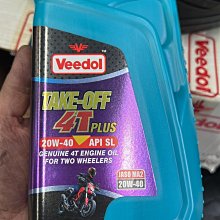 Veedol
TAKE-OFF
4T PLUS
20W-40 API SL
GENUINE 4T ENGINE OIL
FOR TWO WHEELERS
JASO MA2
20W-40